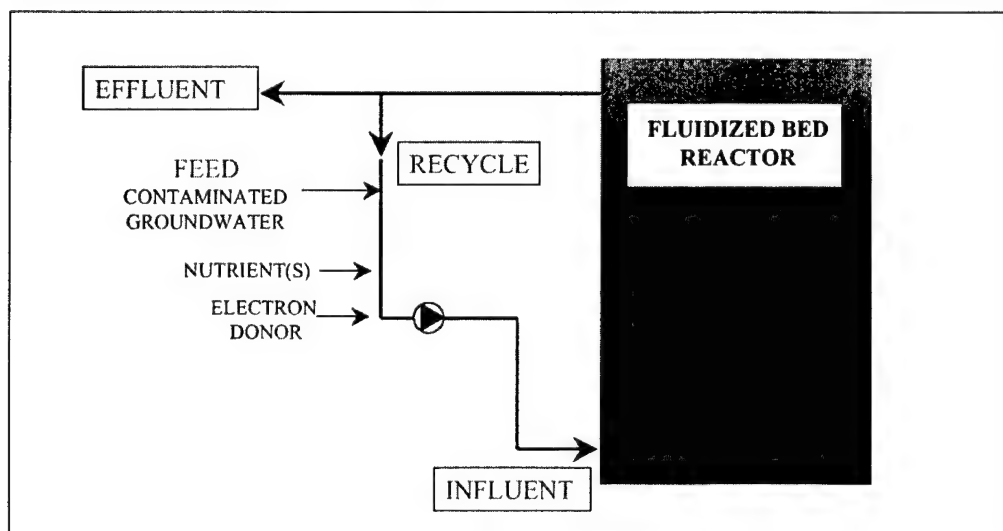 EFFLUENT
FLUIDIZED BED
REACTOR
RECYCLE
FEED
CONTAMINATED
GROUNDWATER
NUTRIENT(S)
ELECTRON
DONOR
INFLUENT